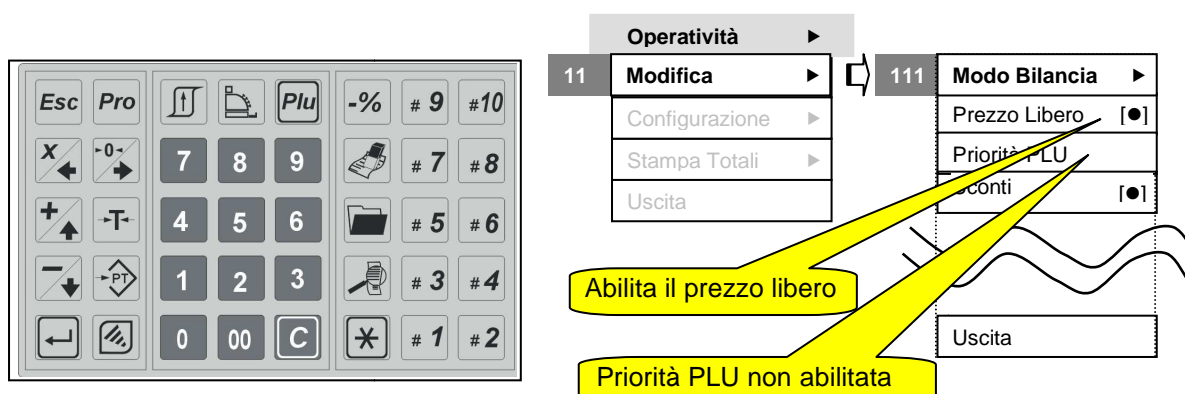 Esc Pro Plu -% # 9 #10
X 0 7 8 9 # 7 # 8
+ T 4 5 6 # 5 # 6
- PT 1 2 3 # 3 # 4
0 00 C * # 1 # 2
Operatività
11 Modifica
Configurazione
Stampa Totali
Uscita
111 Modo Bilancia
Prezzo Libero [●]
Priorità PLU
Sconti [●]
Uscita
Abilita il prezzo libero
Priorità PLU non abilitata